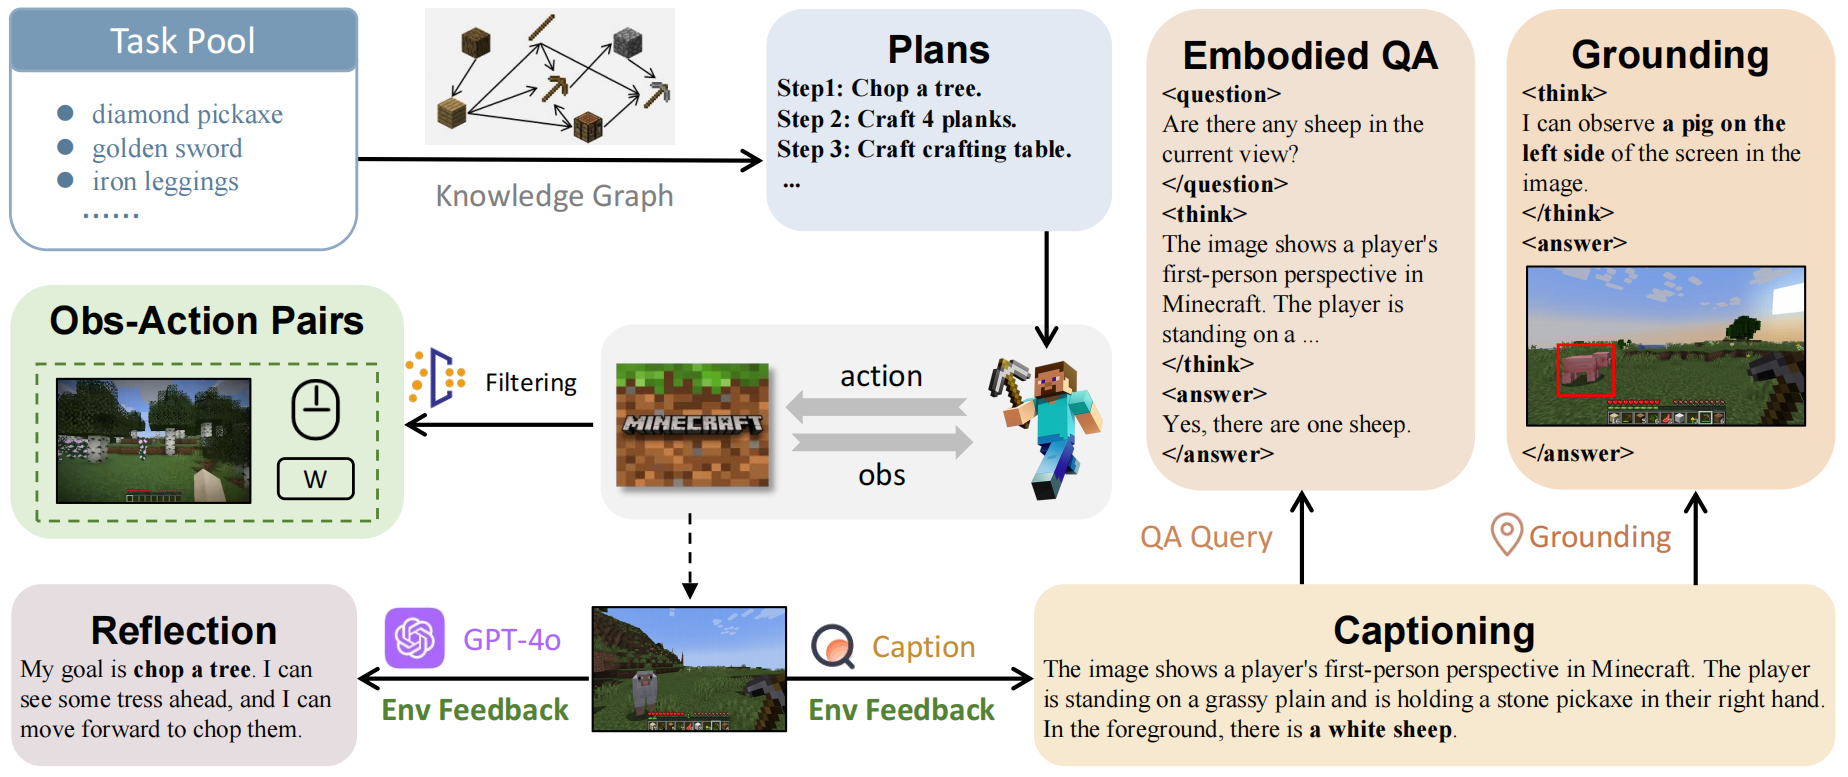 Task Pool
diamond pickaxe
golden sword
iron leggings
......
Knowledge Graph
Plans
Step1: Chop a tree.
Step 2: Craft 4 planks.
Step 3: Craft crafting table.
...
Embodied QA
<question>
Are there any sheep in the
current view?
</question>
<think>
The image shows a player's
first-person perspective in
Minecraft. The player is
standing on a ...
</think>
<answer>
Yes, there are one sheep.
</answer>
Grounding
<think>
I can observe a pig on the
left side of the screen in the
image.
</think>
<answer>
</answer>
Obs-Action Pairs
W
Filtering
MINECRAFT
action
obs
QA Query
Grounding
Reflection
My goal is chop a tree. I can
see some tress ahead, and I can
move forward to chop them.
GPT-4o
Env Feedback
Caption
Env Feedback
Captioning
The image shows a player's first-person perspective in Minecraft. The player
is standing on a grassy plain and is holding a stone pickaxe in their right hand.
In the foreground, there is a white sheep.